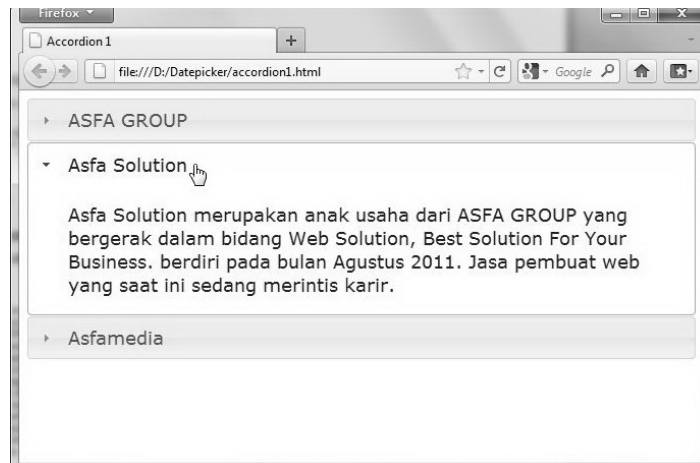 Firefox
Accordion 1
file:///D:/Datepicker/accordion1.html
Google
ASFA GROUP
Asfa Solution
Asfa Solution merupakan anak usaha dari ASFA GROUP yang
bergerak dalam bidang Web Solution, Best Solution For Your
Business. berdiri pada bulan Agustus 2011. Jasa pembuat web
yang saat ini sedang merintis karir.
Asfamedia